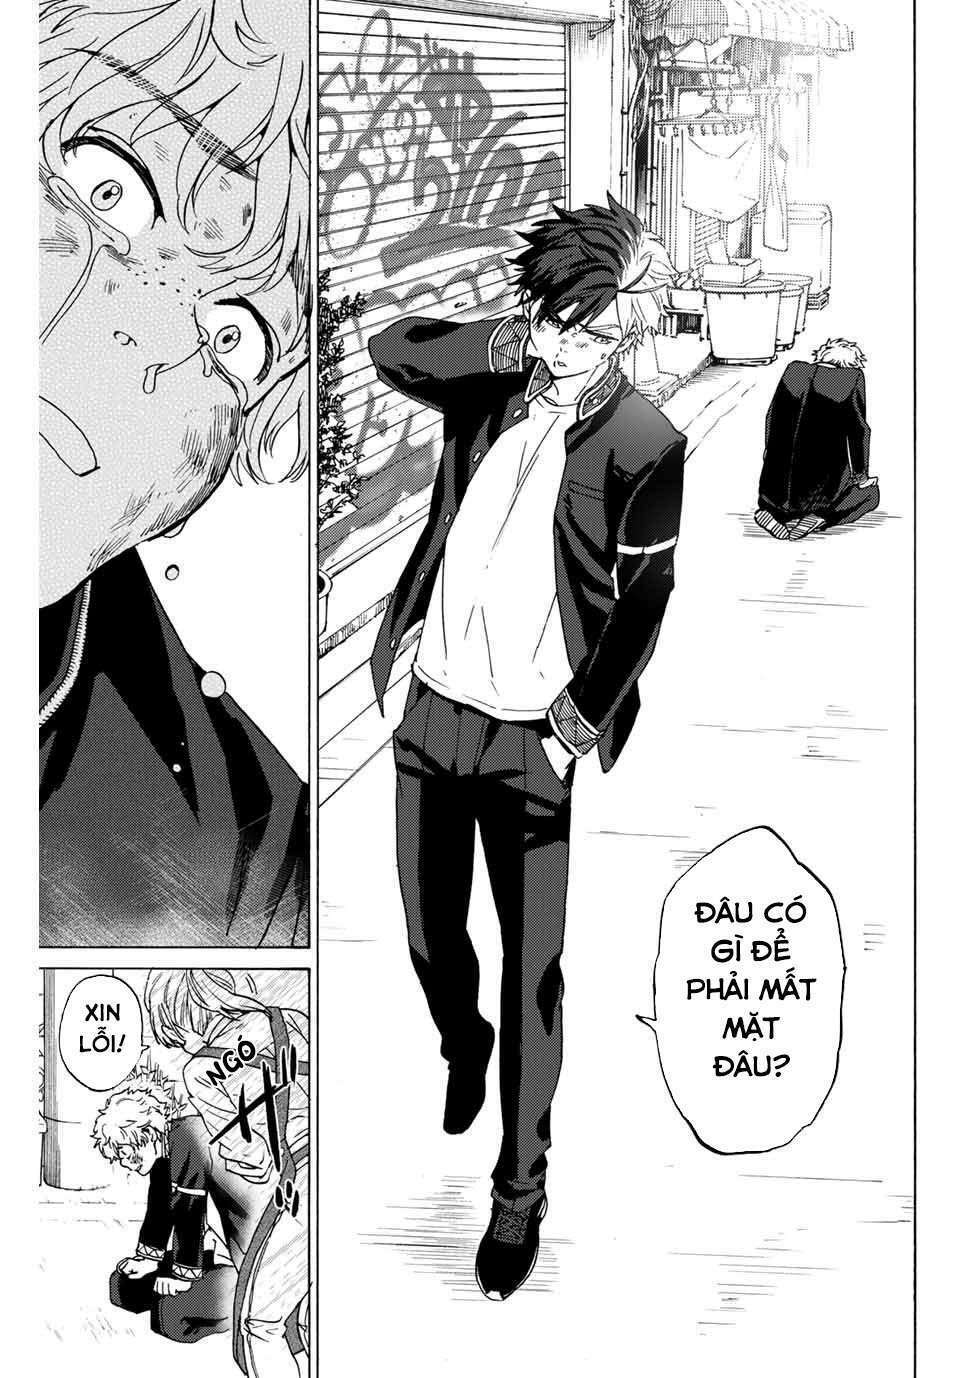 ĐÂU CÓ
GÌ ĐỂ
PHẢI MẤT
MẶT
ĐÂU?
XIN
LỖI!
NGÓ